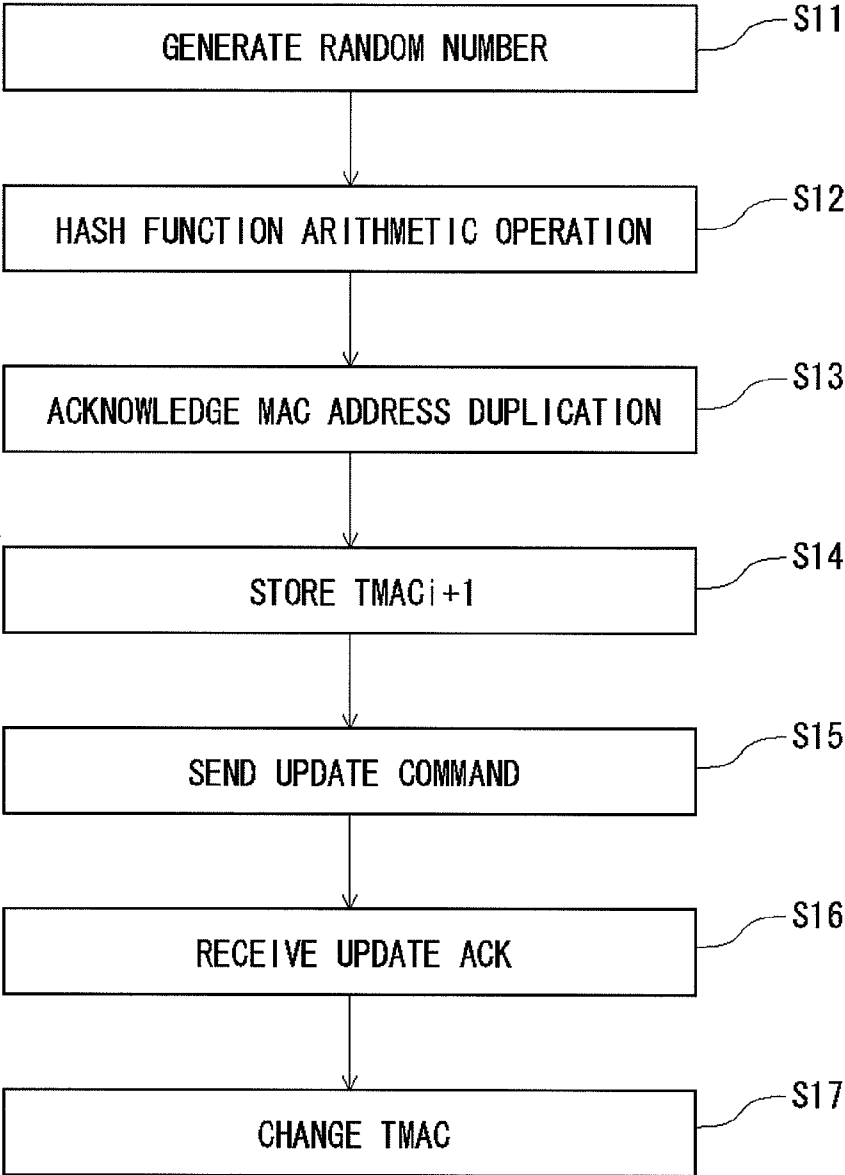 GENERATE RANDOM NUMBER
S11
HASH FUNCTION ARITHMETIC OPERATION
S12
ACKNOWLEDGE MAC ADDRESS DUPLICATION
S13
STORE TMACi+1
S14
SEND UPDATE COMMAND
S15
RECEIVE UPDATE ACK
S16
CHANGE TMAC
S17